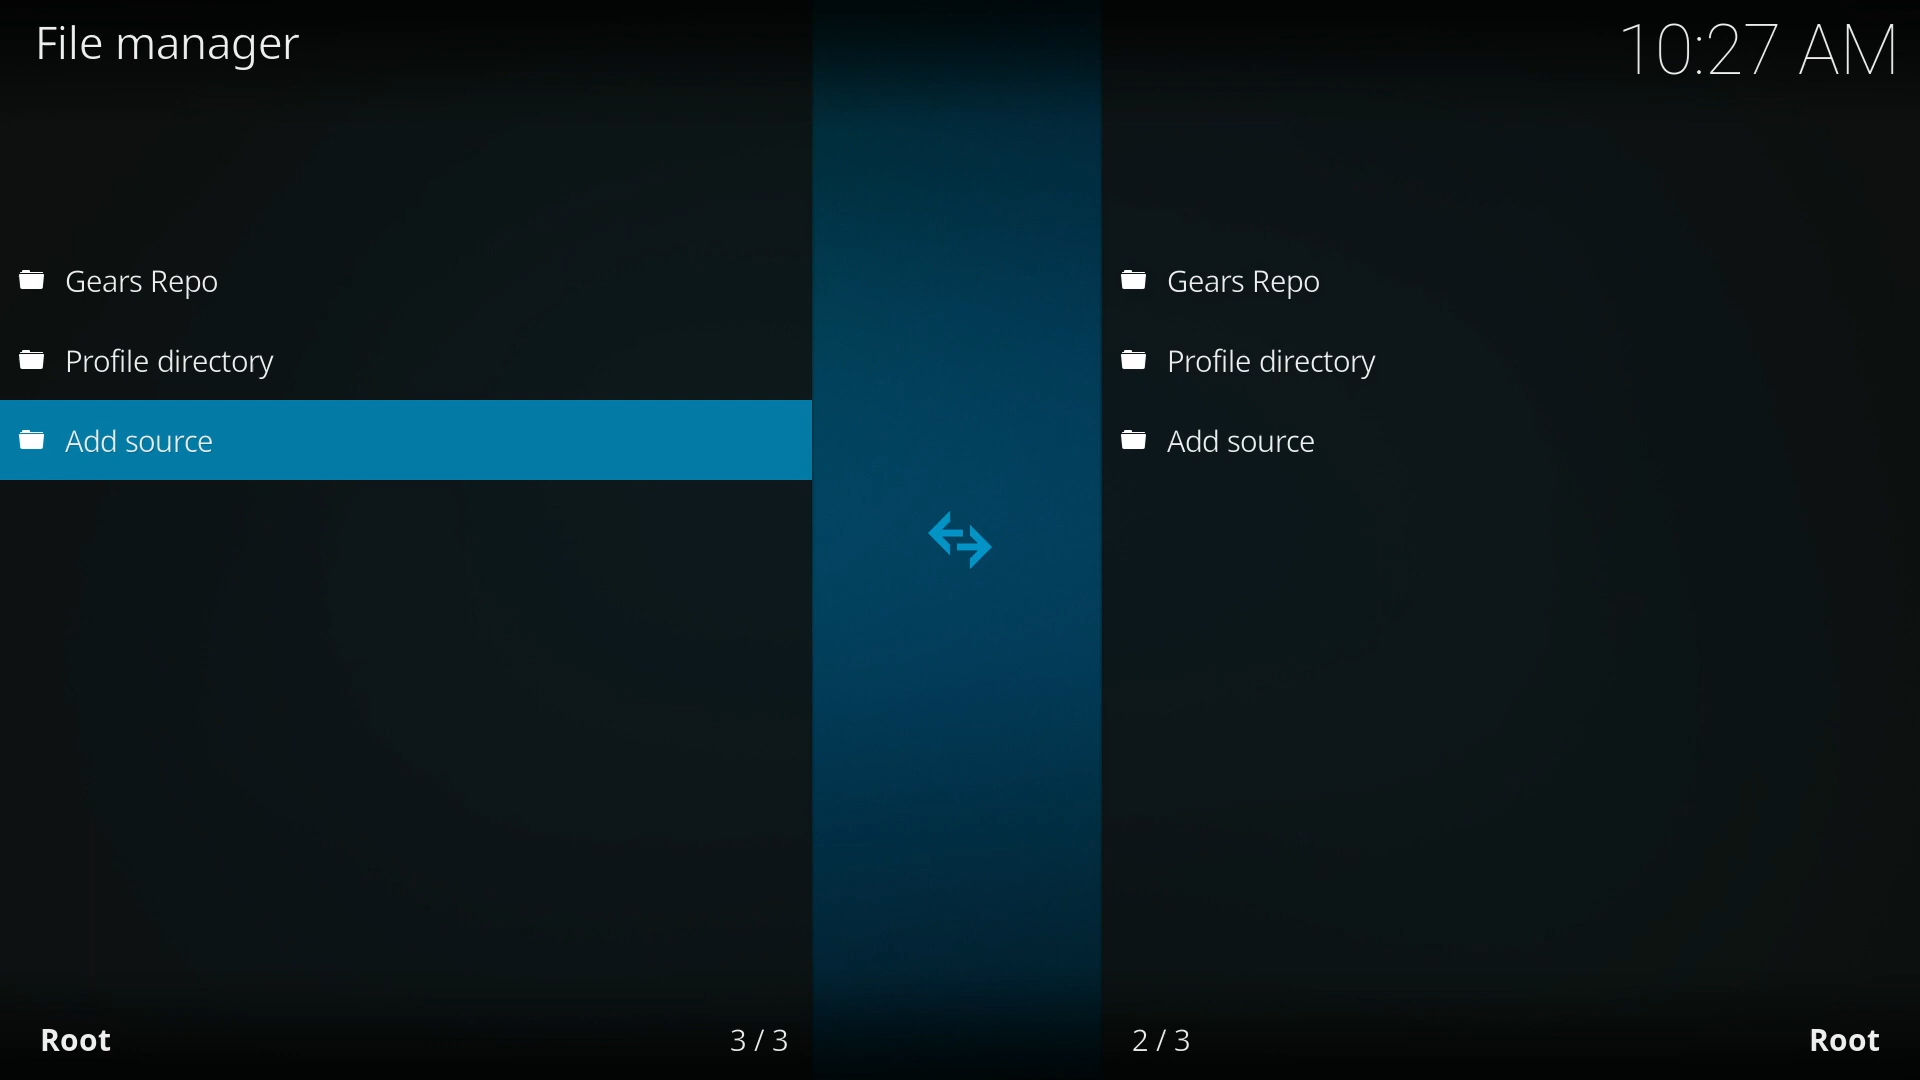 File manager
10:27 AM
Gears Repo
Profile directory
Add source
Gears Repo
Profile directory
Add source
Root
3 / 3
2 / 3
Root